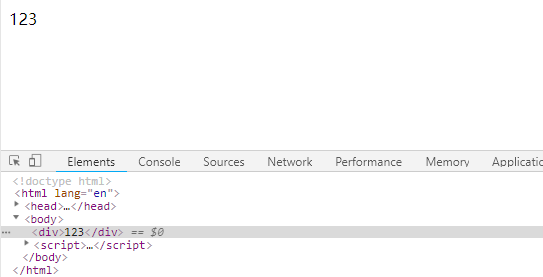 123
Elements Console Sources Network Performance Memory Applicatio
<!doctype html>
<html lang="en">
<head>…</head>
<body>
<div>123</div> == $0
<script>…</script>
</body>
</html>